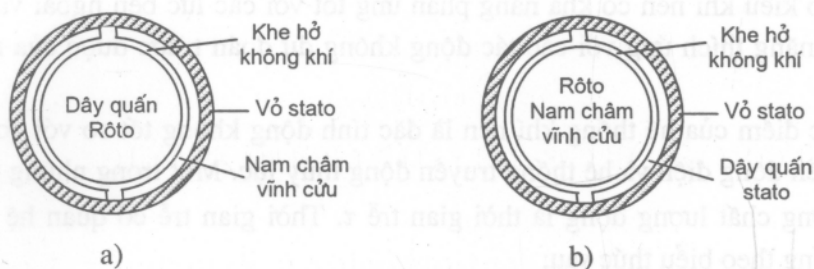 Khe hở
không khí
Dây quấn
Rôto
Vỏ stato
Nam châm
vĩnh cửu
a)
Khe hở
không khí
Rôto
Nam châm
vĩnh cửu
Vỏ stato
Dây quấn
stato
b)